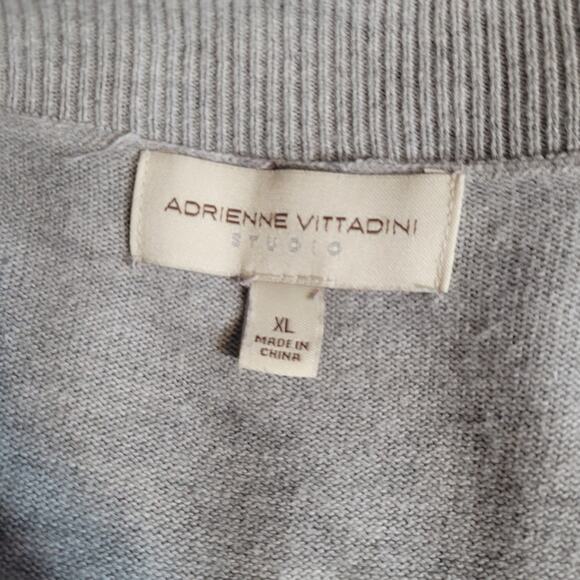 ADRIENNE VITTADINI
STUDIO
XL
MADE IN
CHINA